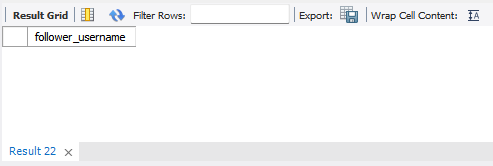 Result Grid Filter Rows: Export: Wrap Cell Content:
follower_username
Result 22